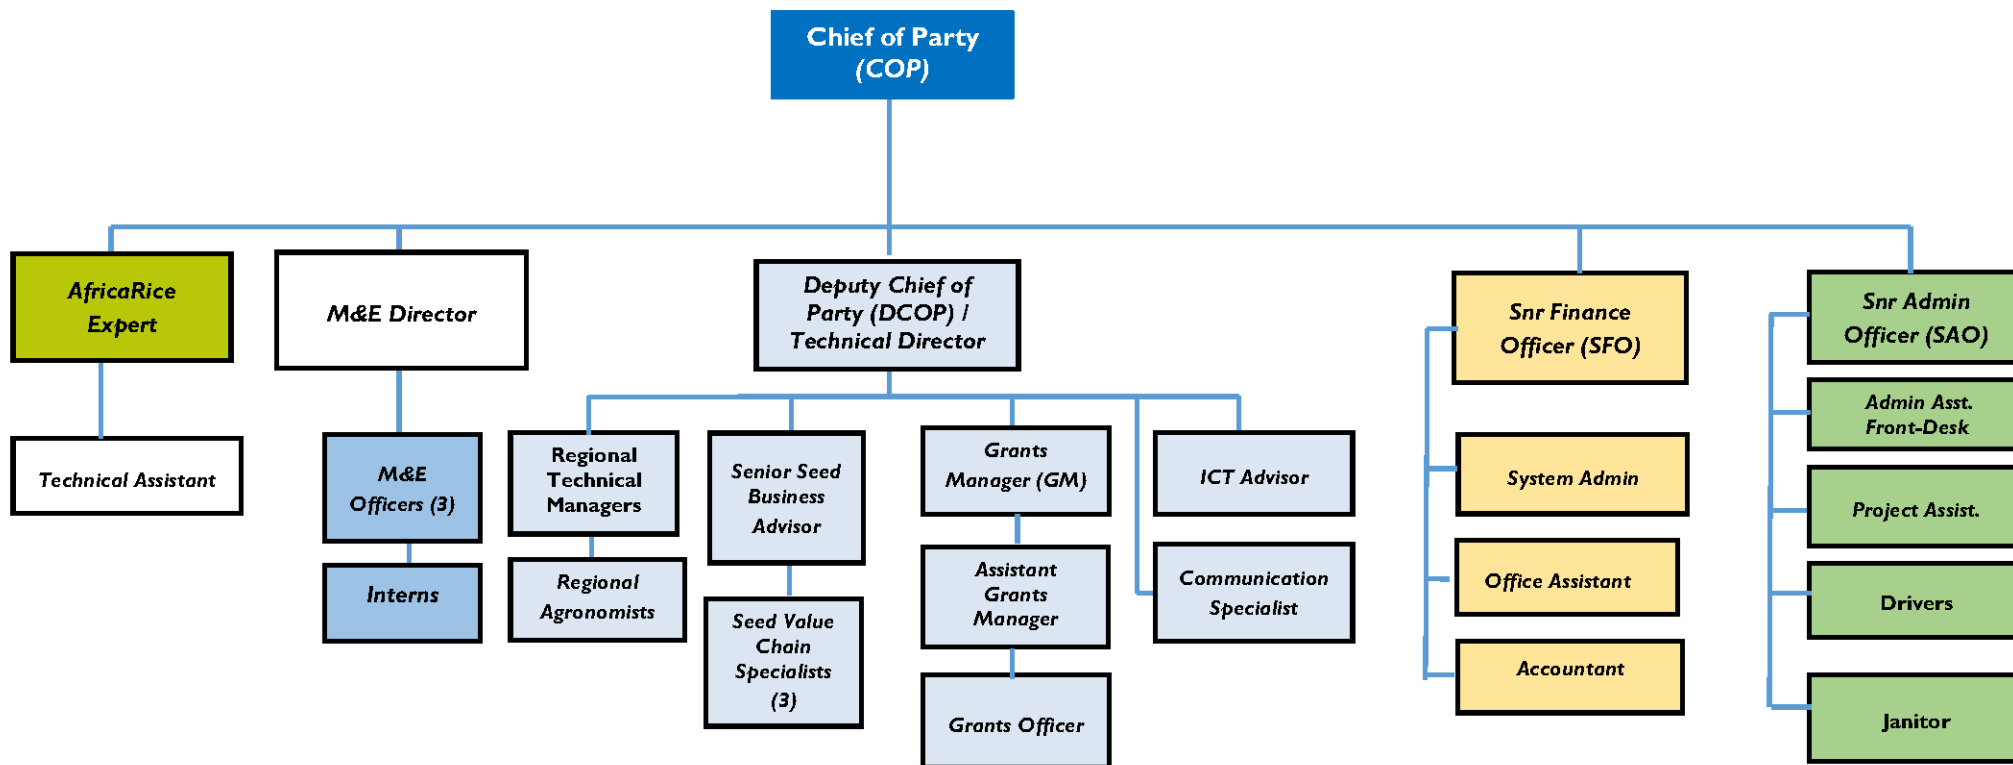 Chief of Party
(COP)
AfricaRice
Expert
M&E Director
Deputy Chief of
Party (DCOP) /
Technical Director
Snr Finance
Officer (SFO)
Snr Admin
Officer (SAO)
Technical Assistant
M&E
Officers (3)
Interns
Regional
Technical
Managers
Regional
Agronomists
Senior Seed
Business
Advisor
Seed Value
Chain
Specialists
(3)
Grants
Manager (GM)
Assistant
Grants
Manager
Grants Officer
ICT Advisor
Communication
Specialist
System Admin
Office Assistant
Accountant
Admin Asst.
Front-Desk
Project Assist.
Drivers
Janitor